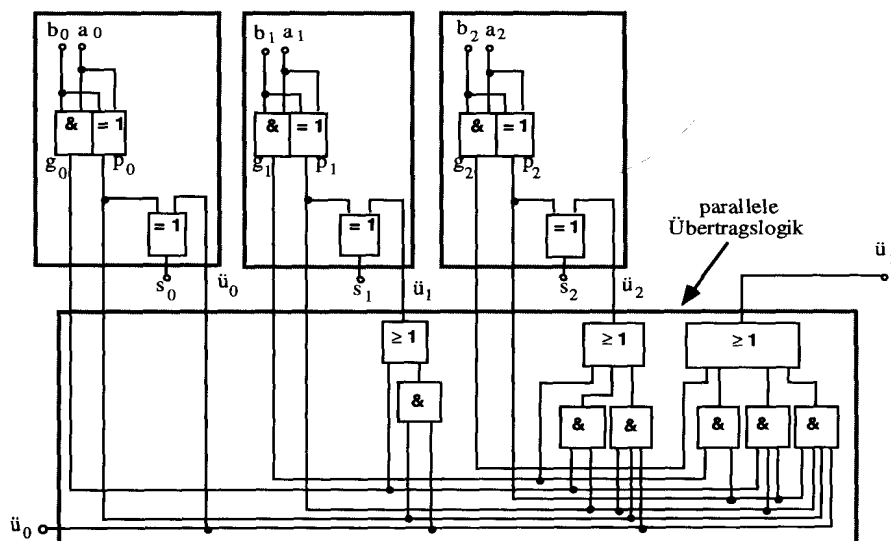 b0 a0 b1 a1 b2 a2
& = 1 & = 1 & = 1
g0 p0 g1 p1 g2 p2
= 1 = 1 = 1
parallele
Übertragslogik
s0 ü0 s1 ü1 s2 ü2 ü
≥ 1 ≥ 1 ≥ 1
&
& & & & &
ü0